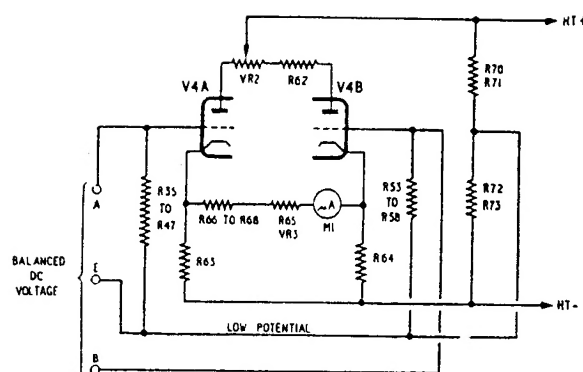 HT+
VR2
R62
V4A
V4B
R70
R71
R35
TO
R47
R53
TO
R58
R72
R73
A
R66 TO R68
R65
VR3
A
M1
BALANCED
DC
VOLTAGE
R63
R64
E
HT-
LOW POTENTIAL
B